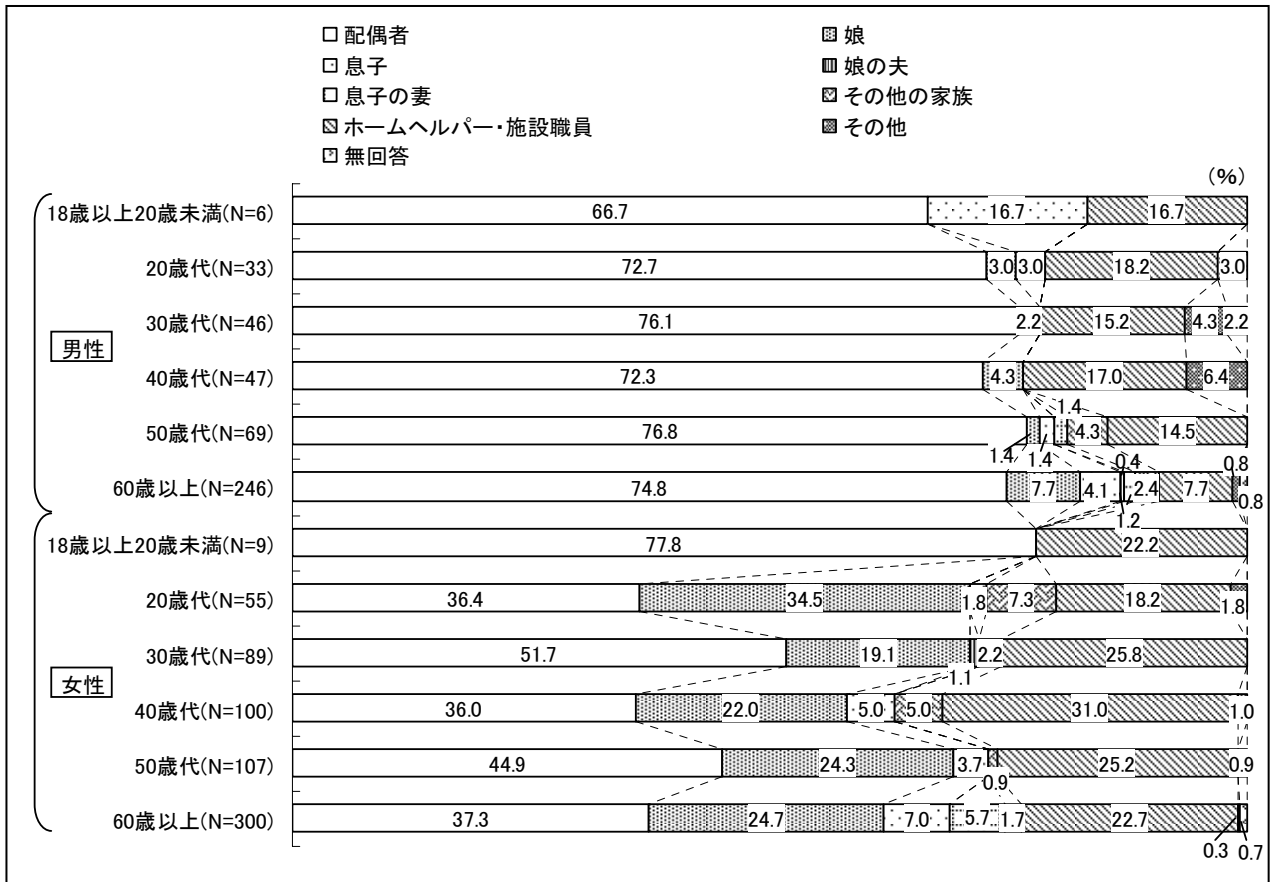 □ 配偶者 娘
息子 娘の夫
息子の妻 その他の家族
ホームヘルパー・施設職員 その他
無回答
(%)
18歳以上20歳未満(N=6) 66.7 16.7 16.7
20歳代(N=33) 72.7 3.0 3.0 18.2 3.0
30歳代(N=46) 76.1 2.2 15.2 4.3 2.2
男性
40歳代(N=47) 72.3 4.3 17.0 6.4
1.4
50歳代(N=69) 76.8 4.3 14.5
1.4 1.4 0.4 0.8
60歳以上(N=246) 74.8 7.7 4.1 2.4 7.7
1.2 0.8
18歳以上20歳未満(N=9) 77.8 22.2
20歳代(N=55) 36.4 34.5 1.8 7.3 18.2 1.8
30歳代(N=89) 51.7 19.1 2.2 25.8
女性 1.1
40歳代(N=100) 36.0 22.0 5.0 5.0 31.0 1.0
50歳代(N=107) 44.9 24.3 3.7 25.2 0.9
0.9
60歳以上(N=300) 37.3 24.7 7.0 5.7 1.7 22.7
0.3 0.7